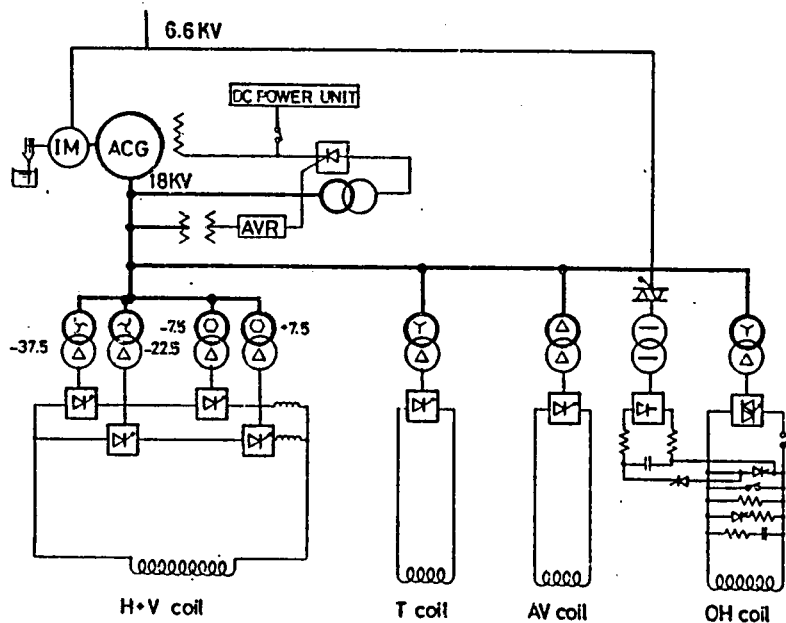 6.6KV
DC POWER UNIT
IM
ACG
18KV
AVR
-37.5
-22.5
-7.5
+7.5
H+V coil
T coil
AV coil
OH coil